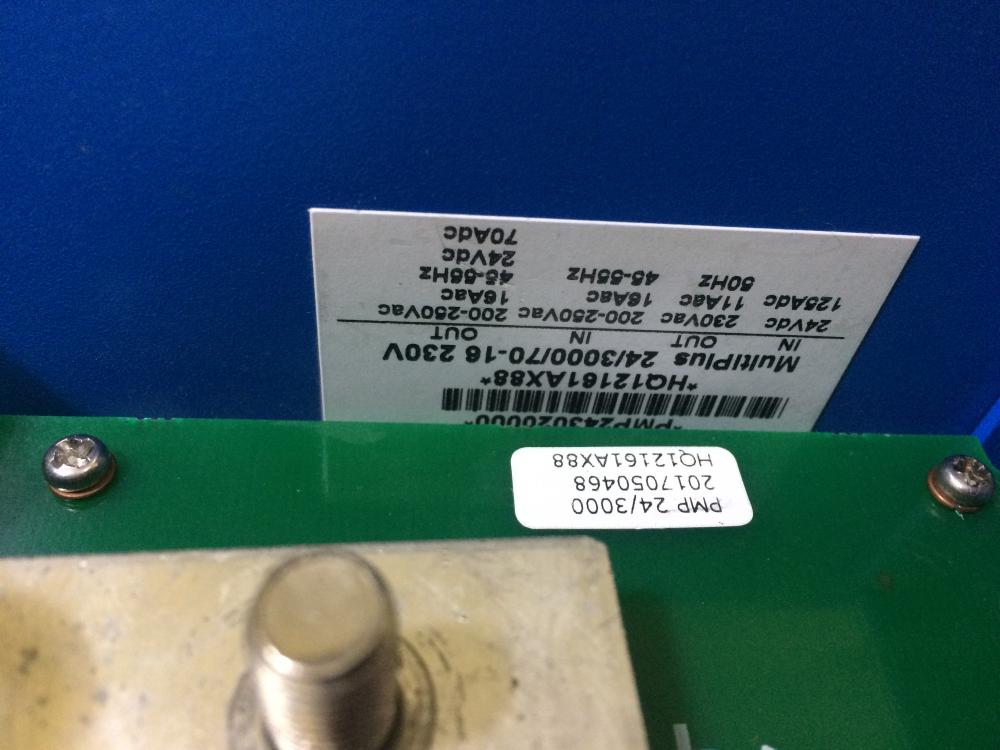 PMP 24/3000
2017050468
HQ12161AX88
*PMP243020000*
*HQ12161AX88*
MultiPlus 24/3000/70-16 230V
IN OUT IN OUT
24Vdc 230Vac 200-250Vac 200-250Vac
125Adc 11Aac 16Aac 16Aac
50Hz 45-55Hz 45-55Hz
24Vdc
70Adc